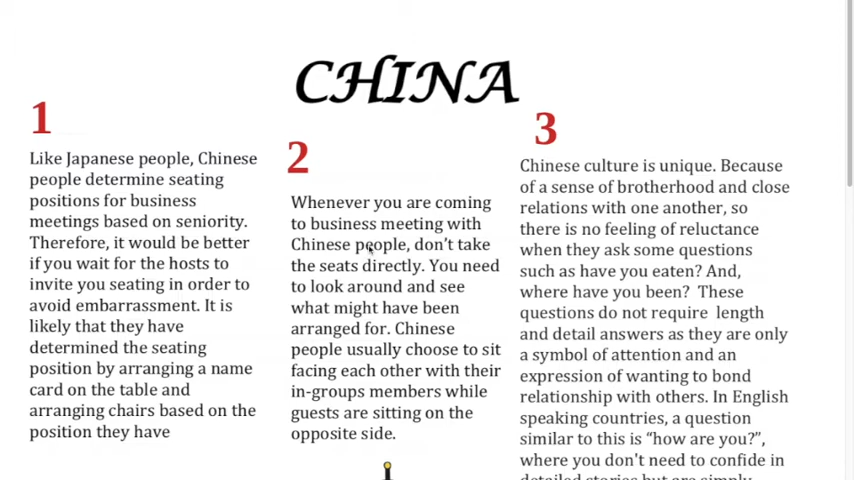 CHINA
1
Like Japanese people, Chinese
people determine seating
positions for business
meetings based on seniority.
Therefore, it would be better
if you wait for the hosts to
invite you seating in order to
avoid embarrassment. It is
likely that they have
determined the seating
position by arranging a name
card on the table and
arranging chairs based on the
position they have
2
Whenever you are coming
to business meeting with
Chinese people, don't take
the seats directly. You need
to look around and see
what might have been
arranged for. Chinese
people usually choose to sit
facing each other with their
in-groups members while
guests are sitting on the
opposite side.
3
Chinese culture is unique. Because
of a sense of brotherhood and close
relations with one another, so
there is no feeling of reluctance
when they ask some questions
such as have you eaten? And,
where have you been?  These
questions do not require  length
and detail answers as they are only
a symbol of attention and an
expression of wanting to bond
relationship with others. In English
speaking countries, a question
similar to this is “how are you?”,
where you don't need to confide in
detailed stories but are simply